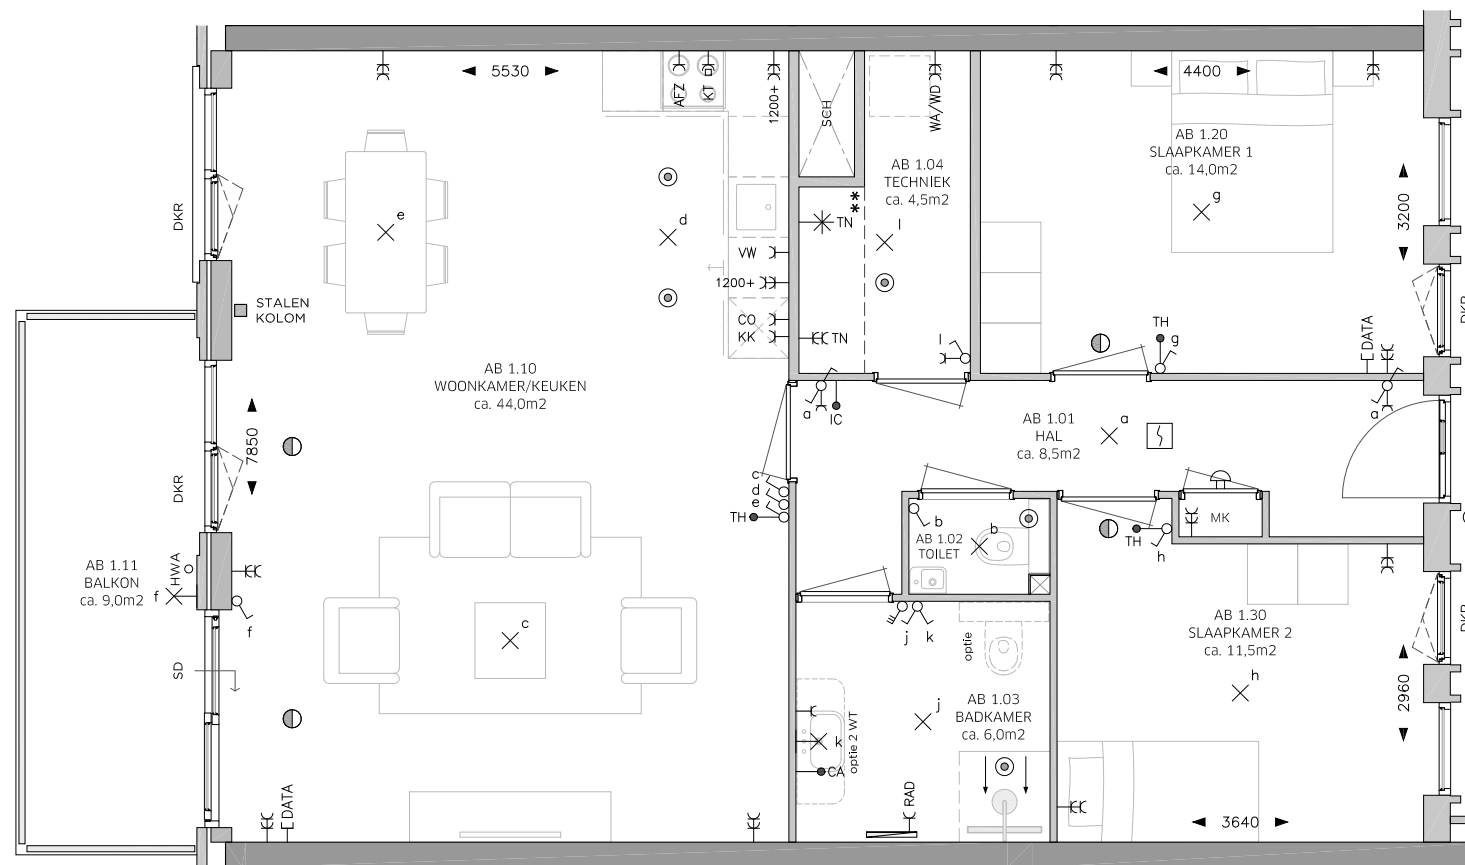 5530
4400
AFZ
KT
1200+
SCH
WA/WD
AB 1.20
SLAAPKAMER 1
ca. 14,0m2
AB 1.04
TECHNIEK
ca. 4,5m2
g
3200
DKR
e
d
**
TN
l
VW
1200+
STALEN
KOLOM
CO
KK
TN
l
TH
g
DATA
DKR
AB 1.10
WOONKAMER/KEUKEN
ca. 44,0m2
a
IC
a
7850
AB 1.01
HAL
ca. 8,5m2
a
DKR
c
d
e
TH
b
b
AB 1.02
TOILET
MK
TH
h
AB 1.11
BALKON
ca. 9,0m2
HWA
f
f
SD
c
j
k
optie
AB 1.30
SLAAPKAMER 2
ca. 11,5m2
h
DKR
2960
AB 1.03
BADKAMER
ca. 6,0m2
j
k
optie 2 WT
CA
RAD
DATA
3640